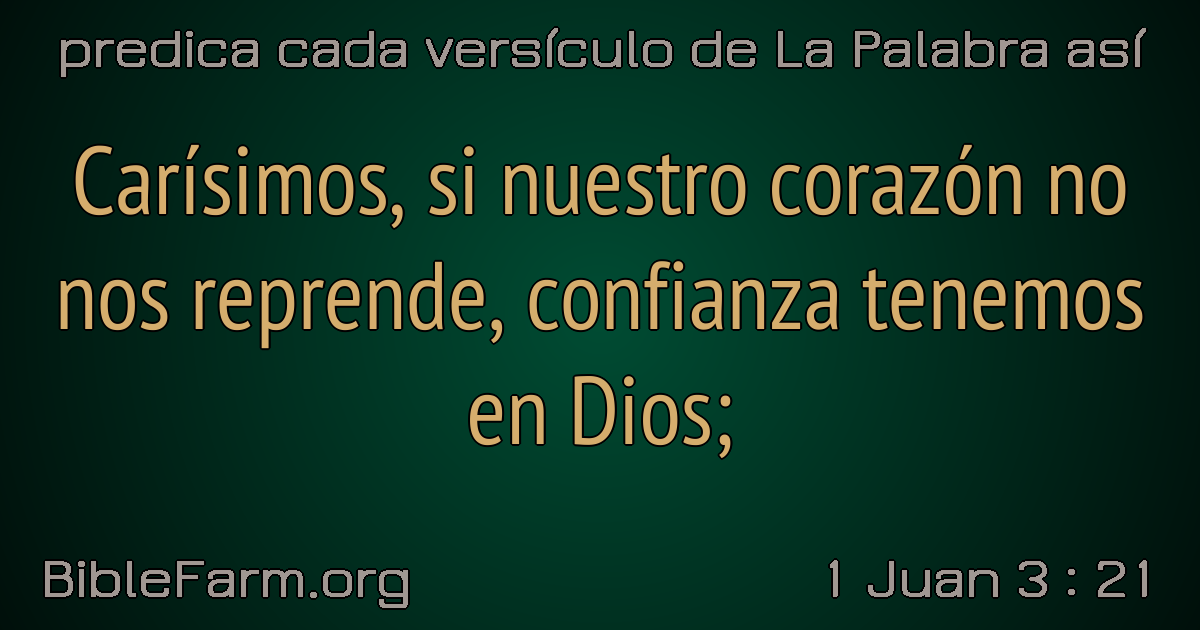 predica cada versículo de La Palabra así
Carísimos, si nuestro corazón no
nos reprende, confianza tenemos
en Dios;
BibleFarm.org
1 Juan 3 : 21